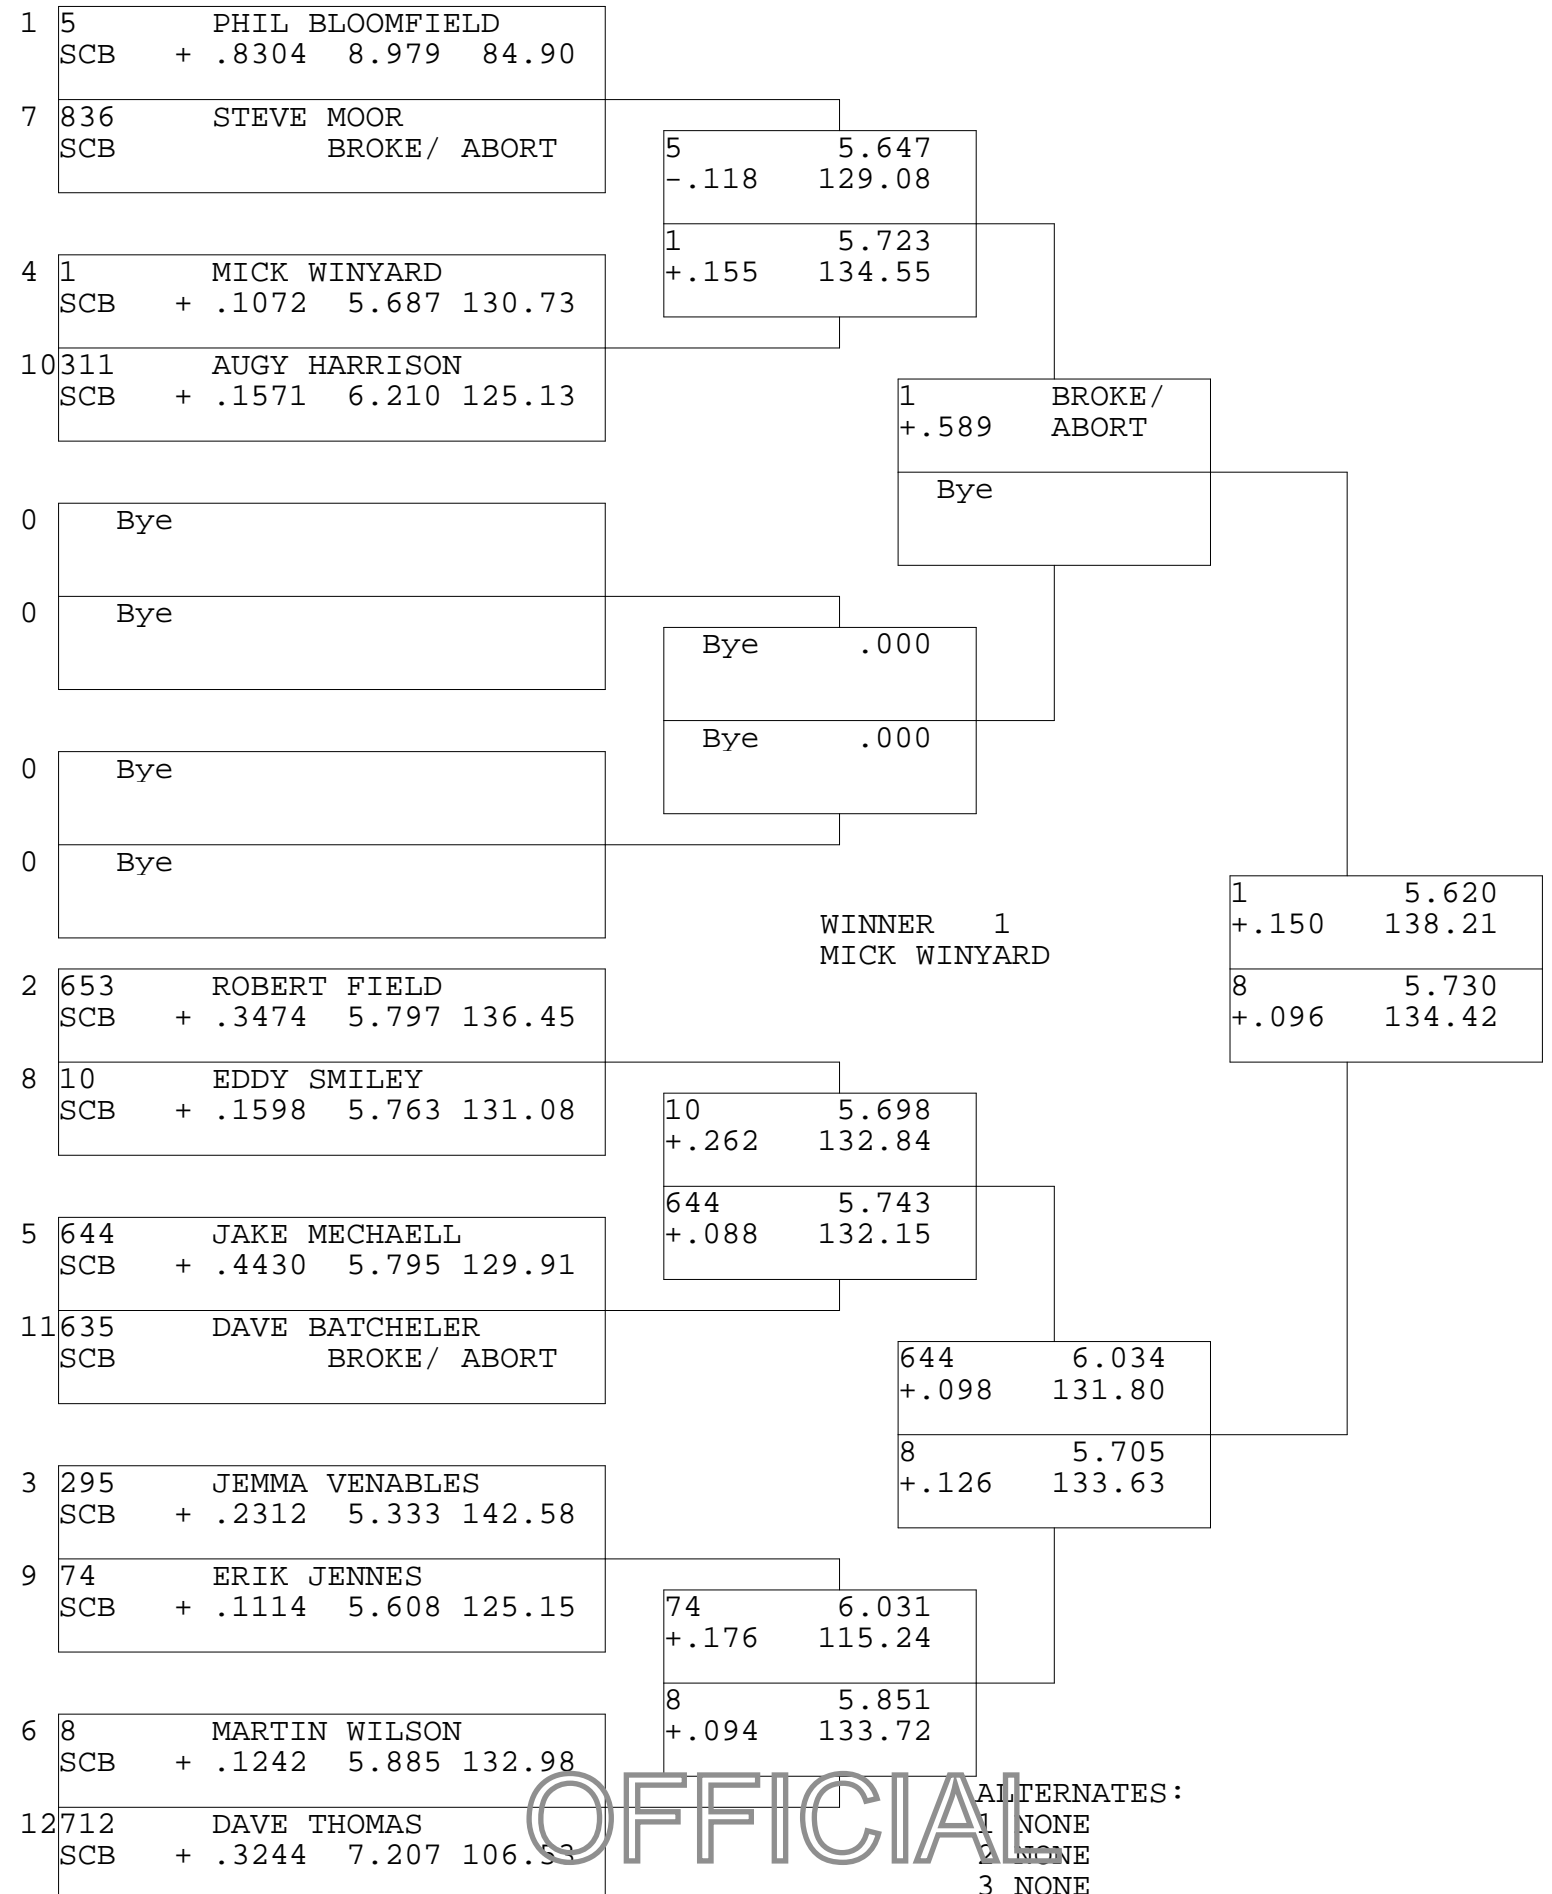 1 5 PHIL BLOOMFIELD
SCB + .8304 8.979 84.90
7 836 STEVE MOOR
SCB BROKE/ ABORT
5 5.647
-.118 129.08
1 5.723
+.155 134.55
4 1 MICK WINYARD
SCB + .1072 5.687 130.73
10 311 AUGY HARRISON
SCB + .1571 6.210 125.13
1 BROKE/
+.589 ABORT
Bye
0 Bye
0 Bye
Bye .000
Bye .000
0 Bye
0 Bye
WINNER 1
MICK WINYARD
1 5.620
+.150 138.21
8 5.730
+.096 134.42
2 653 ROBERT FIELD
SCB + .3474 5.797 136.45
8 10 EDDY SMILEY
SCB + .1598 5.763 131.08
10 5.698
+.262 132.84
644 5.743
+.088 132.15
5 644 JAKE MECHAELL
SCB + .4430 5.795 129.91
11 635 DAVE BATCHELER
SCB BROKE/ ABORT
644 6.034
+.098 131.80
8 5.705
+.126 133.63
3 295 JEMMA VENABLES
SCB + .2312 5.333 142.58
9 74 ERIK JENNES
SCB + .1114 5.608 125.15
74 6.031
+.176 115.24
8 5.851
+.094 133.72
6 8 MARTIN WILSON
SCB + .1242 5.885 132.98
12 712 DAVE THOMAS
SCB + .3244 7.207 106.53
OFFICIAL
ALTERNATES:
1 NONE
2 NONE
3 NONE